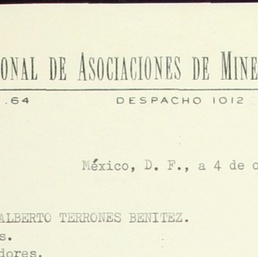 ONAL DE ASOCIACIONES DE MINE
.64 DESPACHO 1012
México, D. F., a 4 de o
ALBERTO TERRONES BENITEZ.
s.
dores.